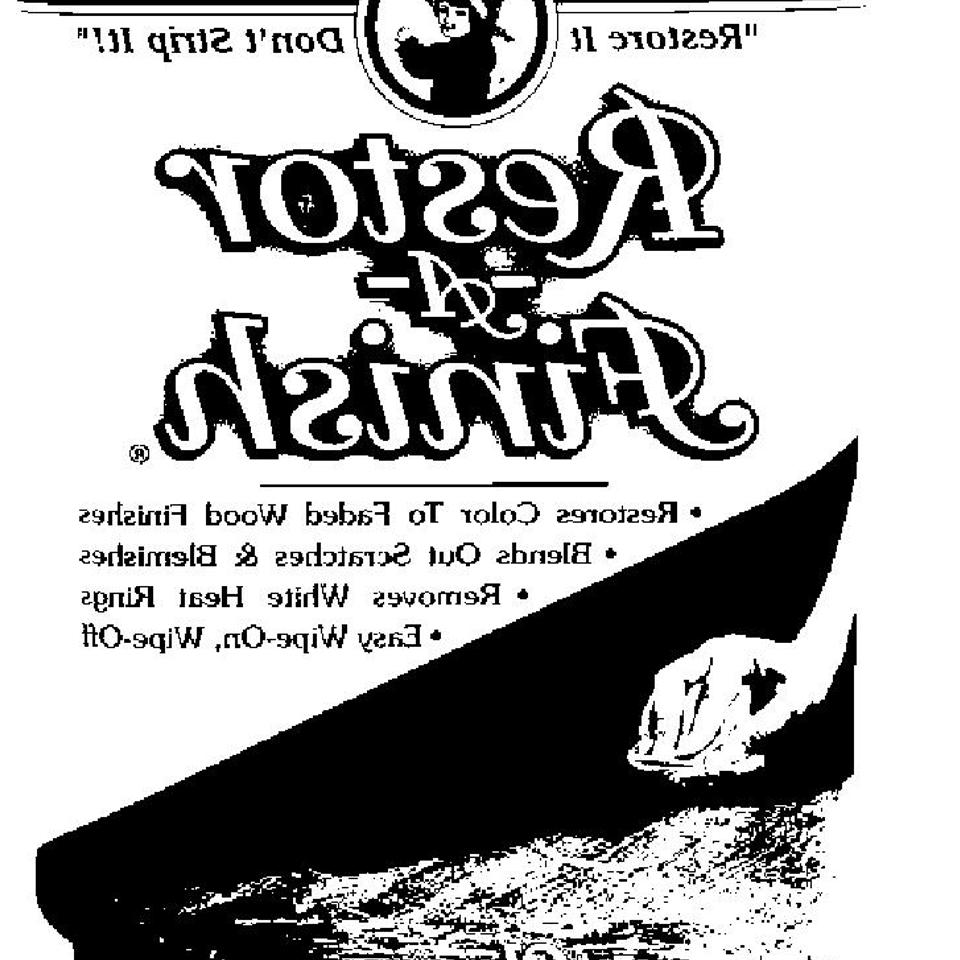 "Restore It Don't Strip It!"
Restor
-A-
Finish®
• Restores Color To Faded Wood Finishes
• Blends Out Scratches & Blemishes
• Removes White Heat Rings
• Easy Wipe-On, Wipe-Off